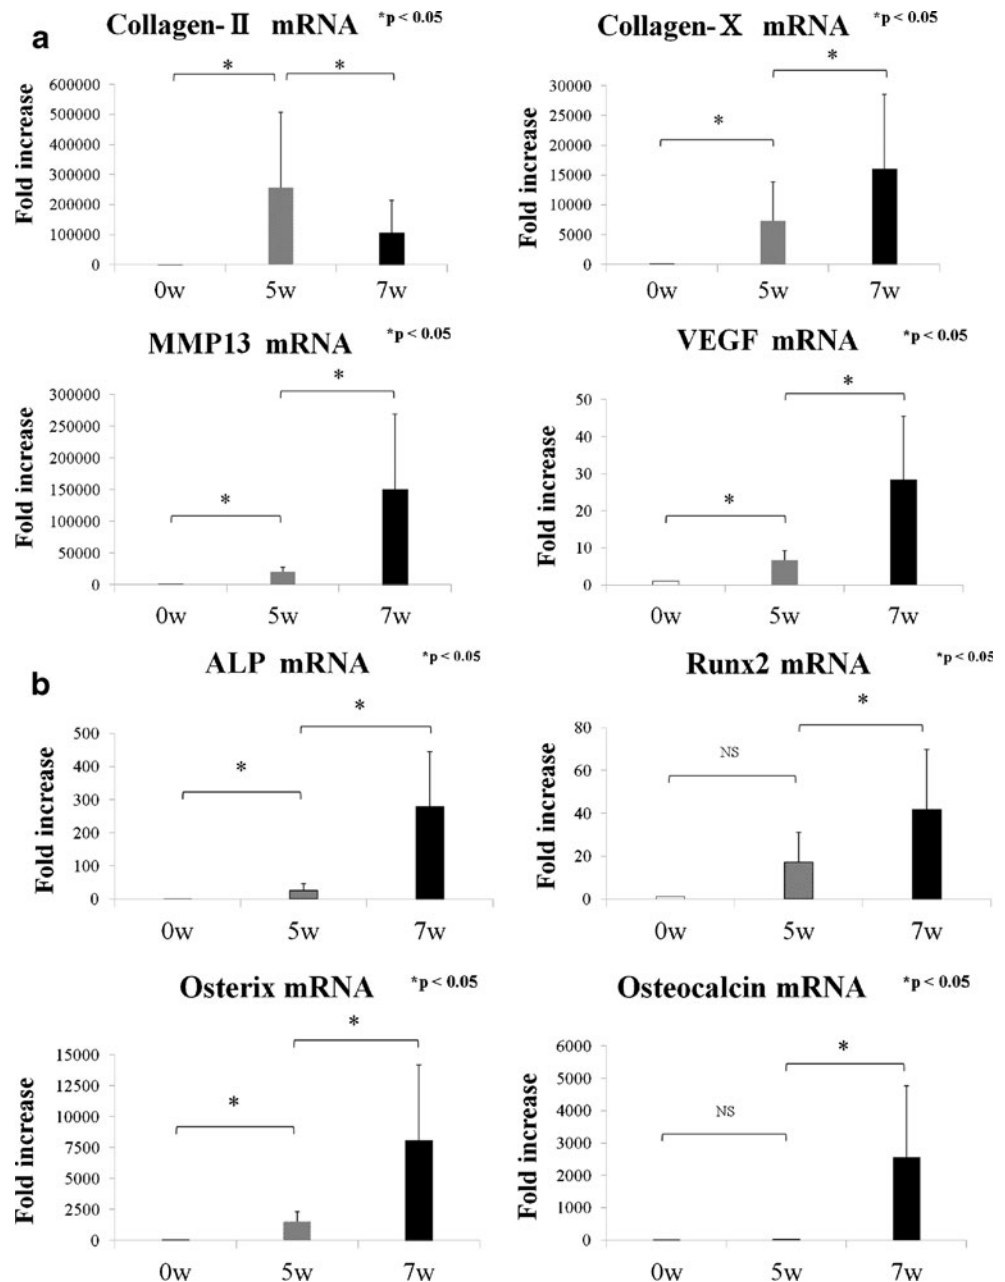 a
Collagen-Ⅱ mRNA *p < 0.05
Fold increase
600000
500000
400000
300000
200000
100000
0
* *
0w 5w 7w
Collagen-X mRNA *p < 0.05
Fold increase
30000
25000
20000
15000
10000
5000
0
* *
0w 5w 7w
MMP13 mRNA *p < 0.05
Fold increase
300000
250000
200000
150000
100000
50000
0
* *
0w 5w 7w
VEGF mRNA *p < 0.05
Fold increase
50
40
30
20
10
0
* *
0w 5w 7w
b
ALP mRNA *p < 0.05
Fold increase
500
400
300
200
100
0
* *
0w 5w 7w
Runx2 mRNA *p < 0.05
Fold increase
80
60
40
20
0
NS *
0w 5w 7w
Osterix mRNA *p < 0.05
Fold increase
15000
12500
10000
7500
5000
2500
0
* *
0w 5w 7w
Osteocalcin mRNA *p < 0.05
Fold increase
6000
5000
4000
3000
2000
1000
0
NS *
0w 5w 7w